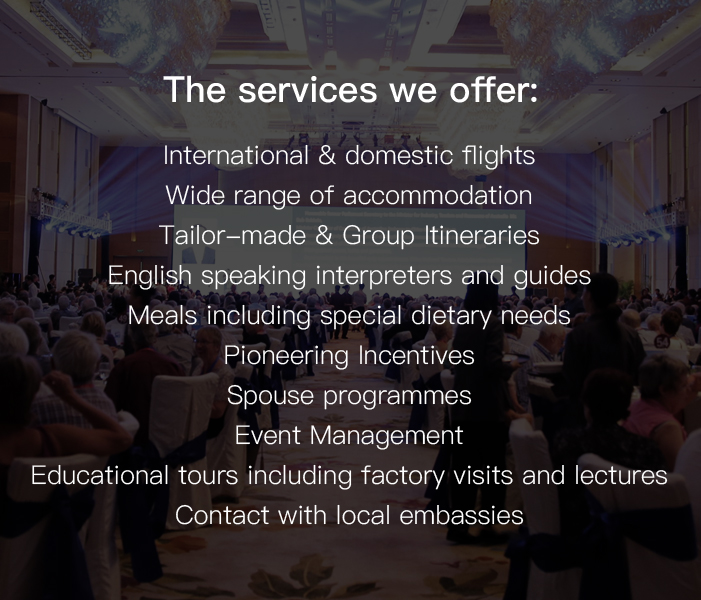 The services we offer:
International & domestic flights
Wide range of accommodation
Tailor–made & Group Itineraries
English speaking interpreters and guides
Meals including special dietary needs
Pioneering Incentives
Spouse programmes
Event Management
Educational tours including factory visits and lectures
Contact with local embassies